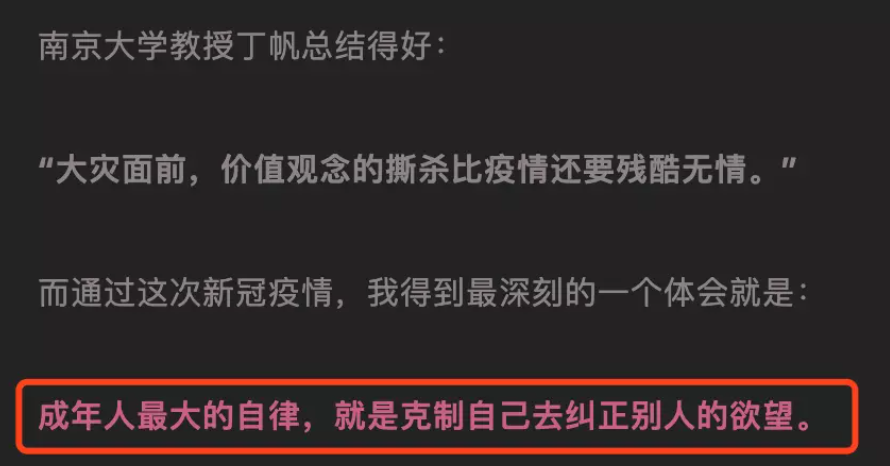 南京大学教授丁帆总结得好：
“大灾面前，价值观念的撕杀比疫情还要残酷无情。”
而通过这次新冠疫情，我得到最深刻的一个体会就是：
成年人最大的自律，就是克制自己去纠正别人的欲望。